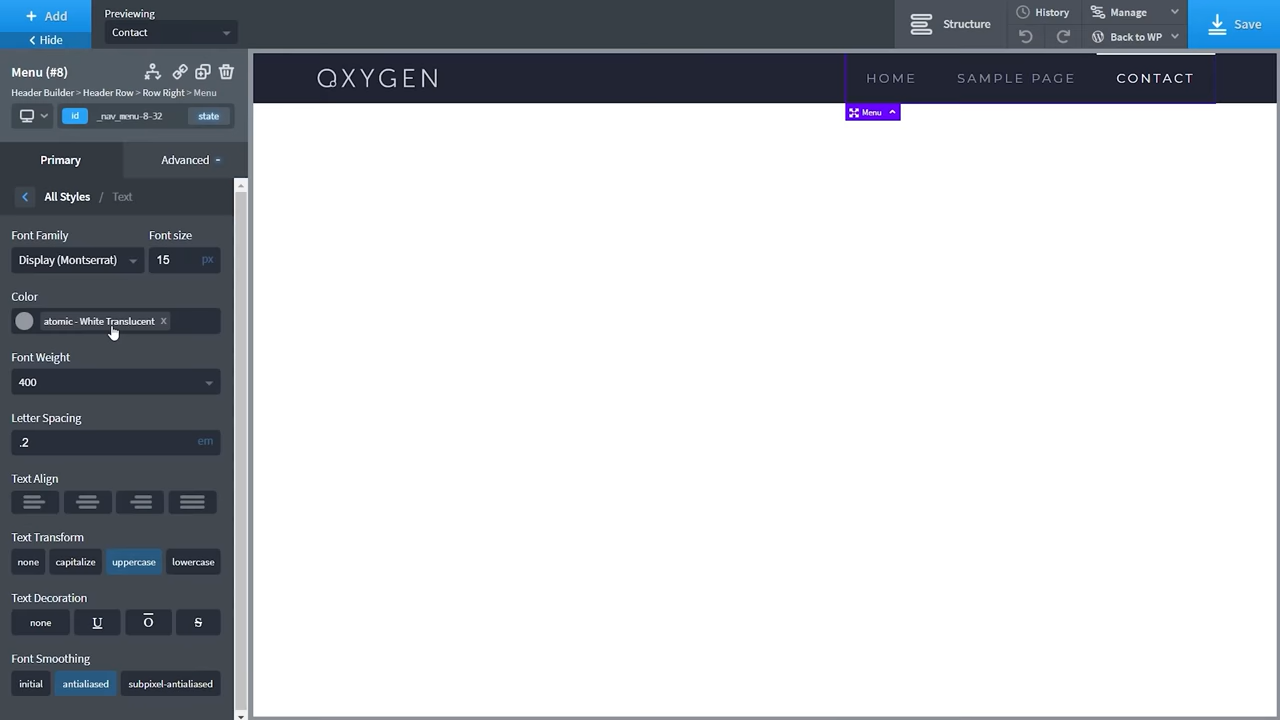 Add
Hide
Previewing
Contact
Structure
History
Manage
Back to WP
Save
Menu (#8)
Header Builder > Header Row > Row Right > Menu
id
_nav_menu-8-32
state
Primary
Advanced
All Styles / Text
Font Family
Font size
Display (Montserrat)
15 px
Color
atomic - White Translucent x
Font Weight
400
Letter Spacing
.2 em
Text Align
Text Transform
none capitalize uppercase lowercase
Text Decoration
none U O S
Font Smoothing
initial antialiased subpixel-antialiased
OXYGEN
HOME SAMPLE PAGE CONTACT
Menu